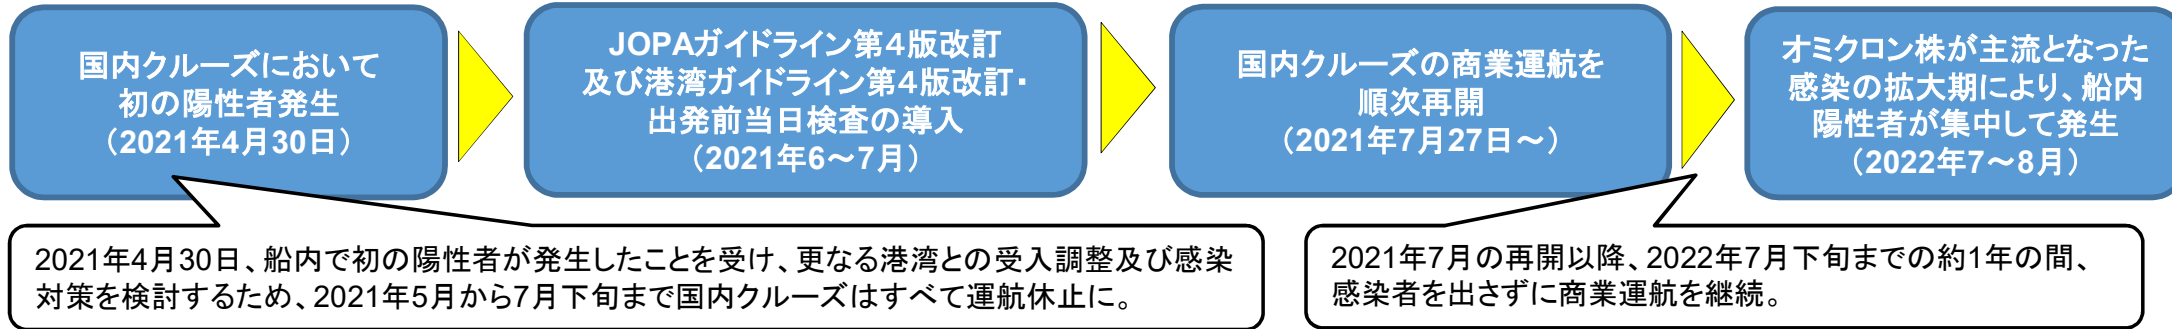 国内クルーズにおいて
初の陽性者発生
（2021年4月30日）
JOPAガイドライン第４版改訂
及び港湾ガイドライン第４版改訂・
出発前当日検査の導入
（2021年6～7月）
国内クルーズの商業運航を
順次再開
（2021年7月27日～）
オミクロン株が主流となった
感染の拡大期により、船内
陽性者が集中して発生
（2022年7～8月）
2021年4月30日、船内で初の陽性者が発生したことを受け、更なる港湾との受入調整及び感染
対策を検討するため、2021年5月から7月下旬まで国内クルーズはすべて運航休止に。
2021年7月の再開以降、2022年7月下旬までの約1年の間、
感染者を出さずに商業運航を継続。